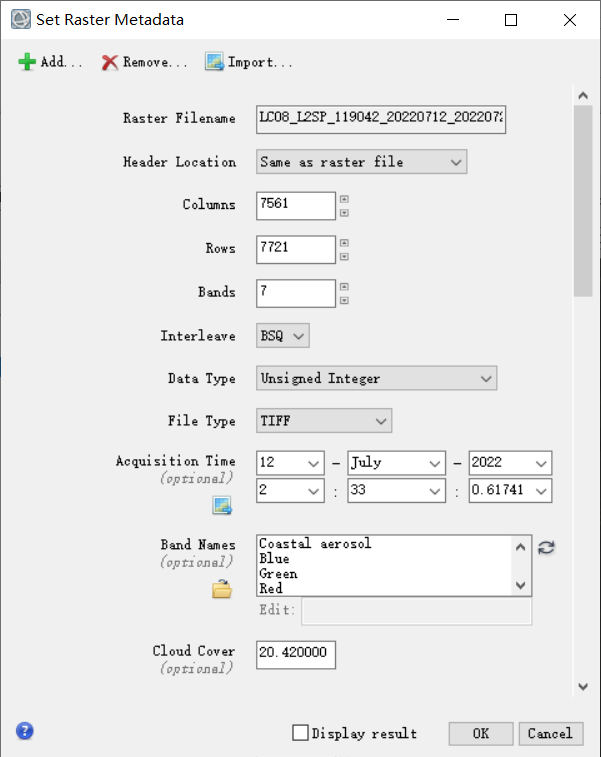 Set Raster Metadata
Add... Remove... Import...
Raster Filename LC08_L2SP_119042_20220712_2022072
Header Location Same as raster file
Columns 7561
Rows 7721
Bands 7
Interleave BSQ
Data Type Unsigned Integer
File Type TIFF
Acquisition Time 12 - July - 2022
(optional) 2 : 33 : 0.61741
Band Names Coastal aerosol
(optional) Blue
Green
Red
Edit:
Cloud Cover 20.420000
(optional)
? Display result OK Cancel